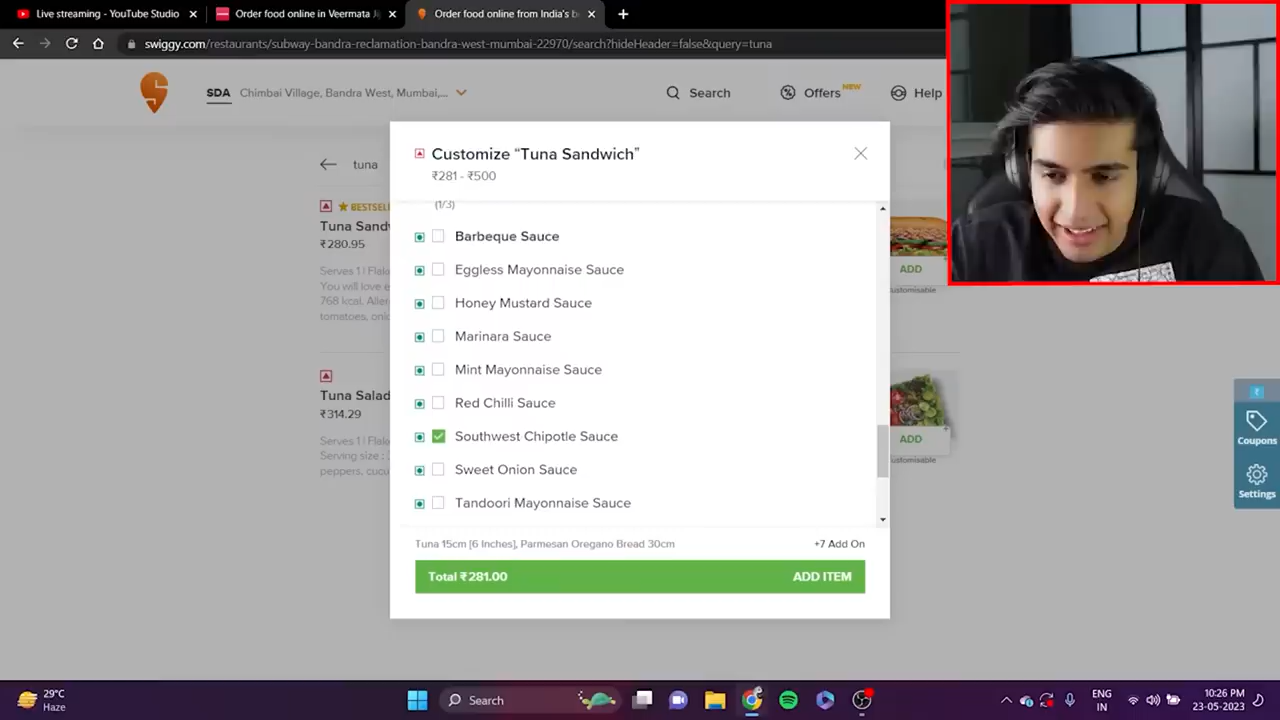 Live streaming - YouTube Studio
Order food online in Veermata Ji
Order food online from India's b
swiggy.com/restaurants/subway-bandra-reclamation-bandra-west-mumbai-22970/search?hideHeader=false&query=tuna
SDA Chimbai Village, Bandra West, Mumbai,...
Search
Offers NEW
Help
tuna
Customize “Tuna Sandwich”
₹281 - ₹500
BESTSELL
Tuna Sandw
₹280.95
Serves 1 | Flak
You will love e
768 kcal. Aller
tomatoes, onio
ADD
customisable
Tuna Salad
₹314.29
Serves 1 | Flak
Serving size :
peppers, cucu
ADD
customisable
(1/3)
Barbeque Sauce
Eggless Mayonnaise Sauce
Honey Mustard Sauce
Marinara Sauce
Mint Mayonnaise Sauce
Red Chilli Sauce
Southwest Chipotle Sauce
Sweet Onion Sauce
Tandoori Mayonnaise Sauce
Tuna 15cm [6 Inches], Parmesan Oregano Bread 30cm
+7 Add On
Total ₹281.00
ADD ITEM
₹
Coupons
Settings
29°C
Haze
Search
ENG
IN
10:26 PM
23-05-2023